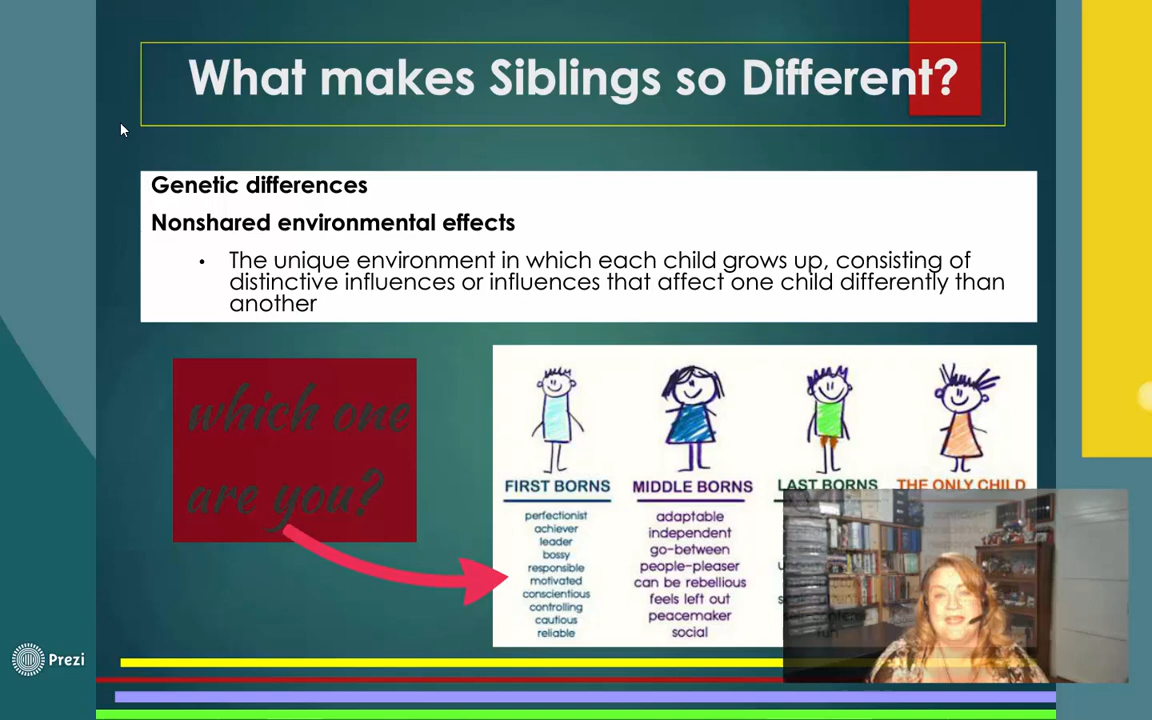 What makes Siblings so Different?
Genetic differences
Nonshared environmental effects
• The unique environment in which each child grows up, consisting of
distinctive influences or influences that affect one child differently than
another
which one
are you?
FIRST BORNS
perfectionist
achiever
leader
bossy
responsible
motivated
conscientious
controlling
cautious
reliable
MIDDLE BORNS
adaptable
independent
go-between
people-pleaser
can be rebellious
feels left out
peacemaker
social
LAST BORNS
THE ONLY CHILD
Prezi